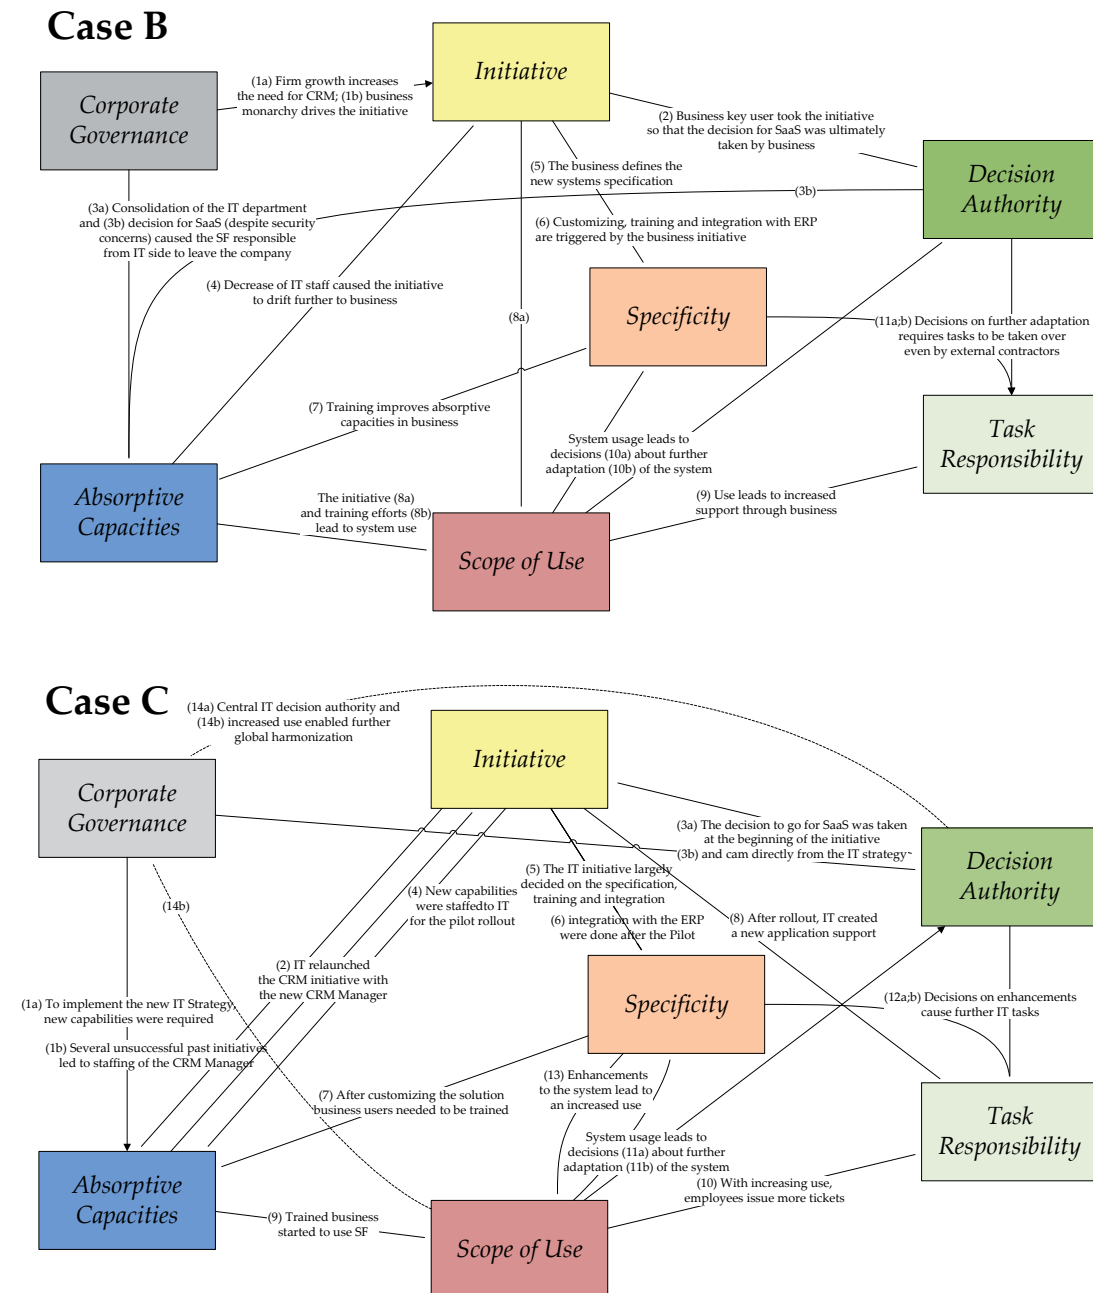 Case B
Initiative
Corporate
Governance
(1a) Firm growth increases
the need for CRM; (1b) business
monarchy drives the initiative
(2) Business key user took the initiative
so that the decision for SaaS was ultimately
taken by business
Decision
Authority
(5) The business defines the
new systems specification
(3b)
(3a) Consolidation of the IT department
and (3b) decision for SaaS (despite security
concerns) caused the SF responsible
from IT side to leave the company
(6) Customizing, training and integration with ERP
are triggered by the business initiative
(4) Decrease of IT staff caused the initiative
to drift further to business
Specificity
(8a)
(11a;b) Decisions on further adaptation
requires tasks to be taken over
even by external contractors
(7) Training improves absorptive
capacities in business
System usage leads to
decisions (10a) about further
adaptation (10b) of the system
Task
Responsibility
Absorptive
Capacities
The initiative (8a)
and training efforts (8b)
lead to system use
(9) Use leads to increased
support through business
Scope of Use
Case C
(14a) Central IT decision authority and
(14b) increased use enabled further
global harmonization
Initiative
Corporate
Governance
(3a) The decision to go for SaaS was taken
at the beginning of the initiative
(3b) and cam directly from the IT strategy
Decision
Authority
(5) The IT initiative largely
decided on the specification,
training and integration
(4) New capabilities
were staffedto IT
for the pilot rollout
(14b)
(6) integration with the ERP
were done after the Pilot
(8) After rollout, IT created
a new application support
(2) IT relaunched
the CRM initiative with
the new CRM Manager
Specificity
(1a) To implement the new IT Strategy,
new capabilities were required
(12a;b) Decisions on enhancements
cause further IT tasks
(1b) Several unsuccessful past initiatives
led to staffing of the CRM Manager
(13) Enhancements
to the system lead to
an increased use
(7) After customizing the solution
business users needed to be trained
Task
Responsibility
System usage leads to
decisions (11a) about further
adaptation (11b) of the system
Absorptive
Capacities
(10) With increasing use,
employees issue more tickets
(9) Trained business
started to use SF
Scope of Use